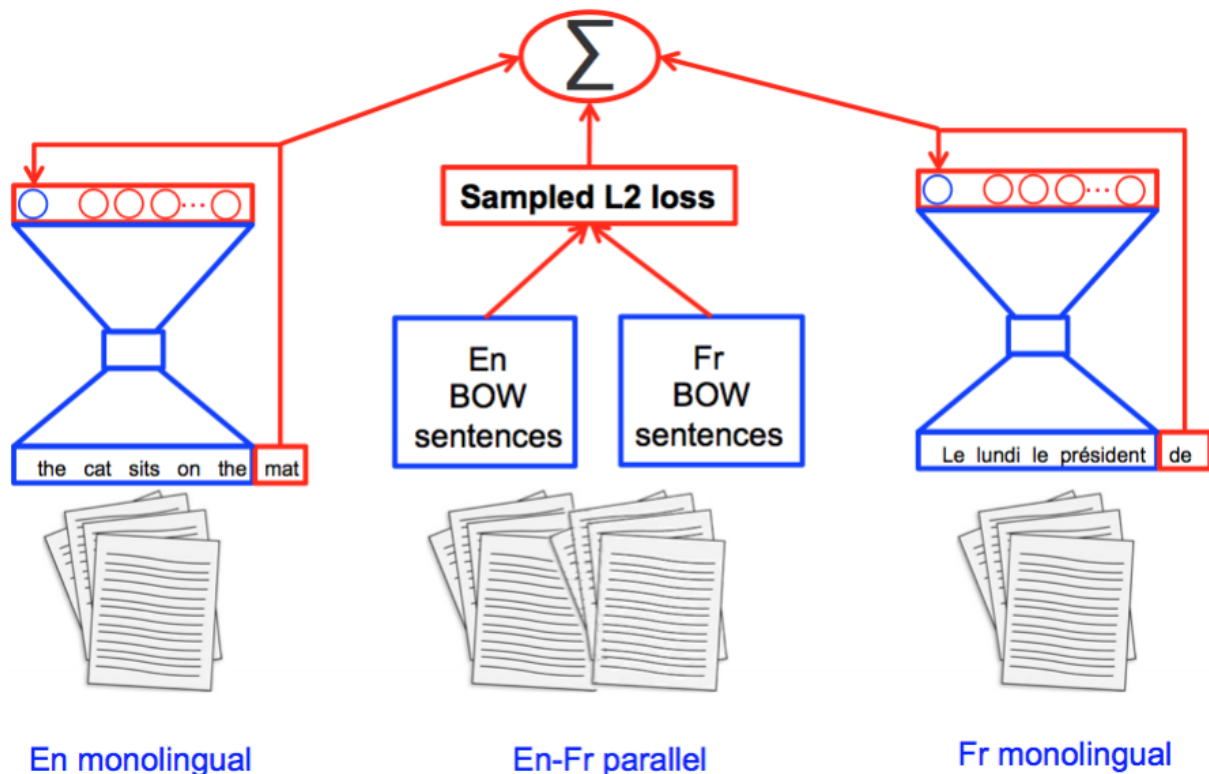 ∑
Sampled L2 loss
En
BOW
sentences
Fr
BOW
sentences
the cat sits on the mat
Le lundi le président de
En monolingual
En-Fr parallel
Fr monolingual